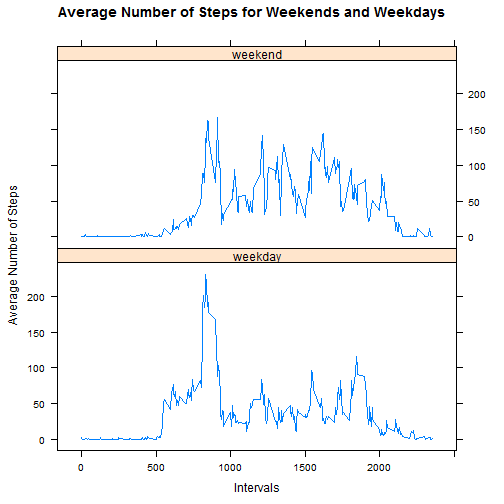 Average Number of Steps for Weekends and Weekdays
weekend
200
150
100
50
0
weekday
200
150
100
50
0
0 500 1000 1500 2000
Intervals
Average Number of Steps